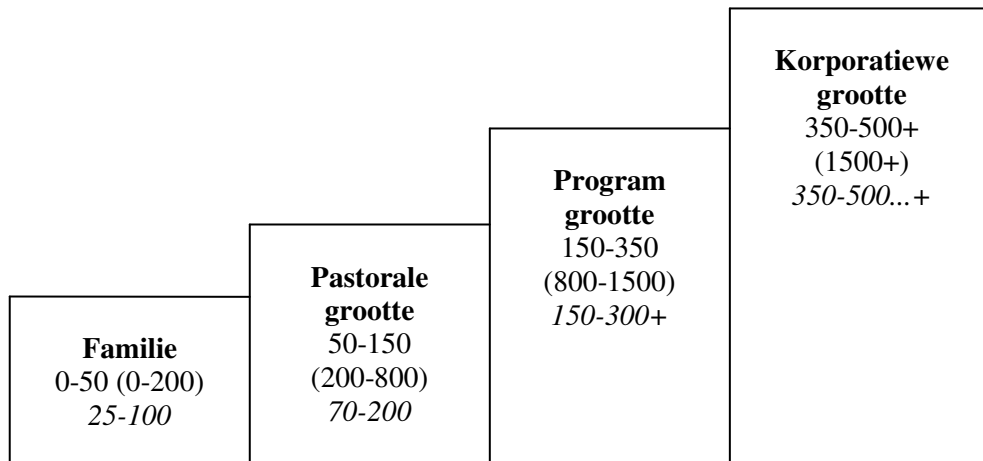 Familie
0-50 (0-200)
25-100
Pastorale
grootte
50-150
(200-800)
70-200
Program
grootte
150-350
(800-1500)
150-300+
Korporatiewe
grootte
350-500+
(1500+)
350-500...+